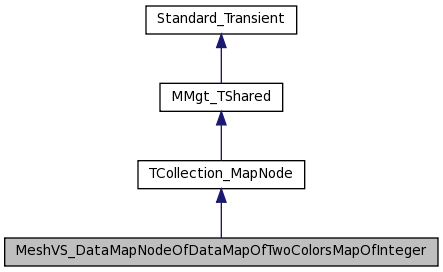 Standard_Transient
MMgt_TShared
TCollection_MapNode
MeshVS_DataMapNodeOfDataMapOfTwoColorsMapOfInteger